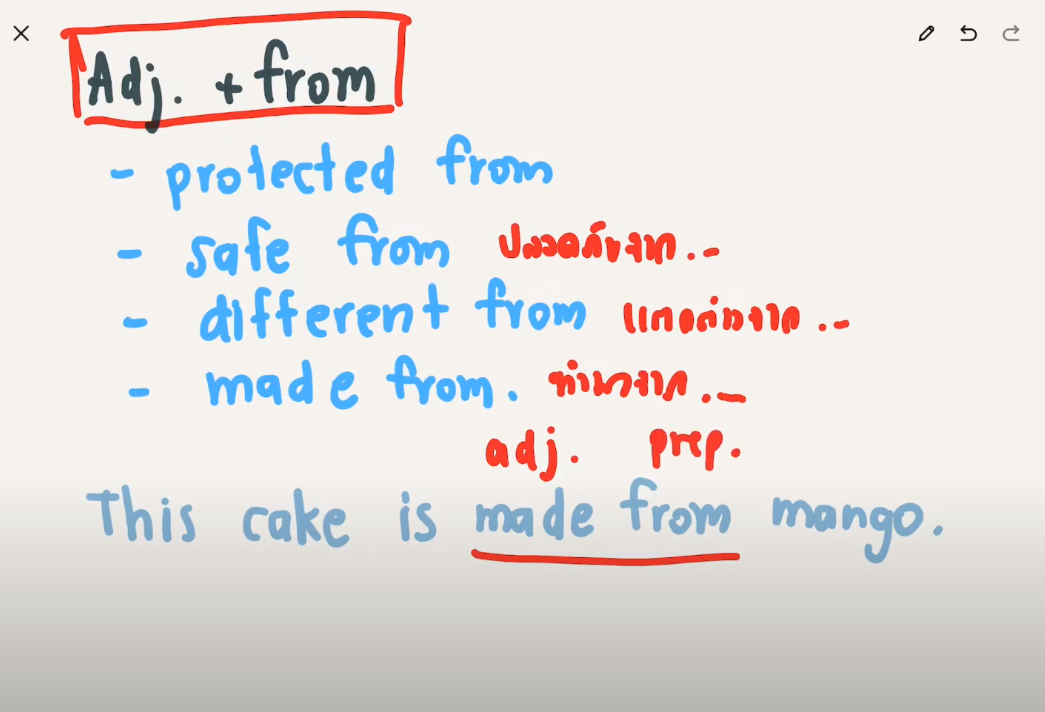 Adj. + from
- protected from
- safe from ปลอดภัยจาก...
- different from แตกต่างจาก...
- made from. ทำมาจาก...
adj. prep.
This cake is made from mango.